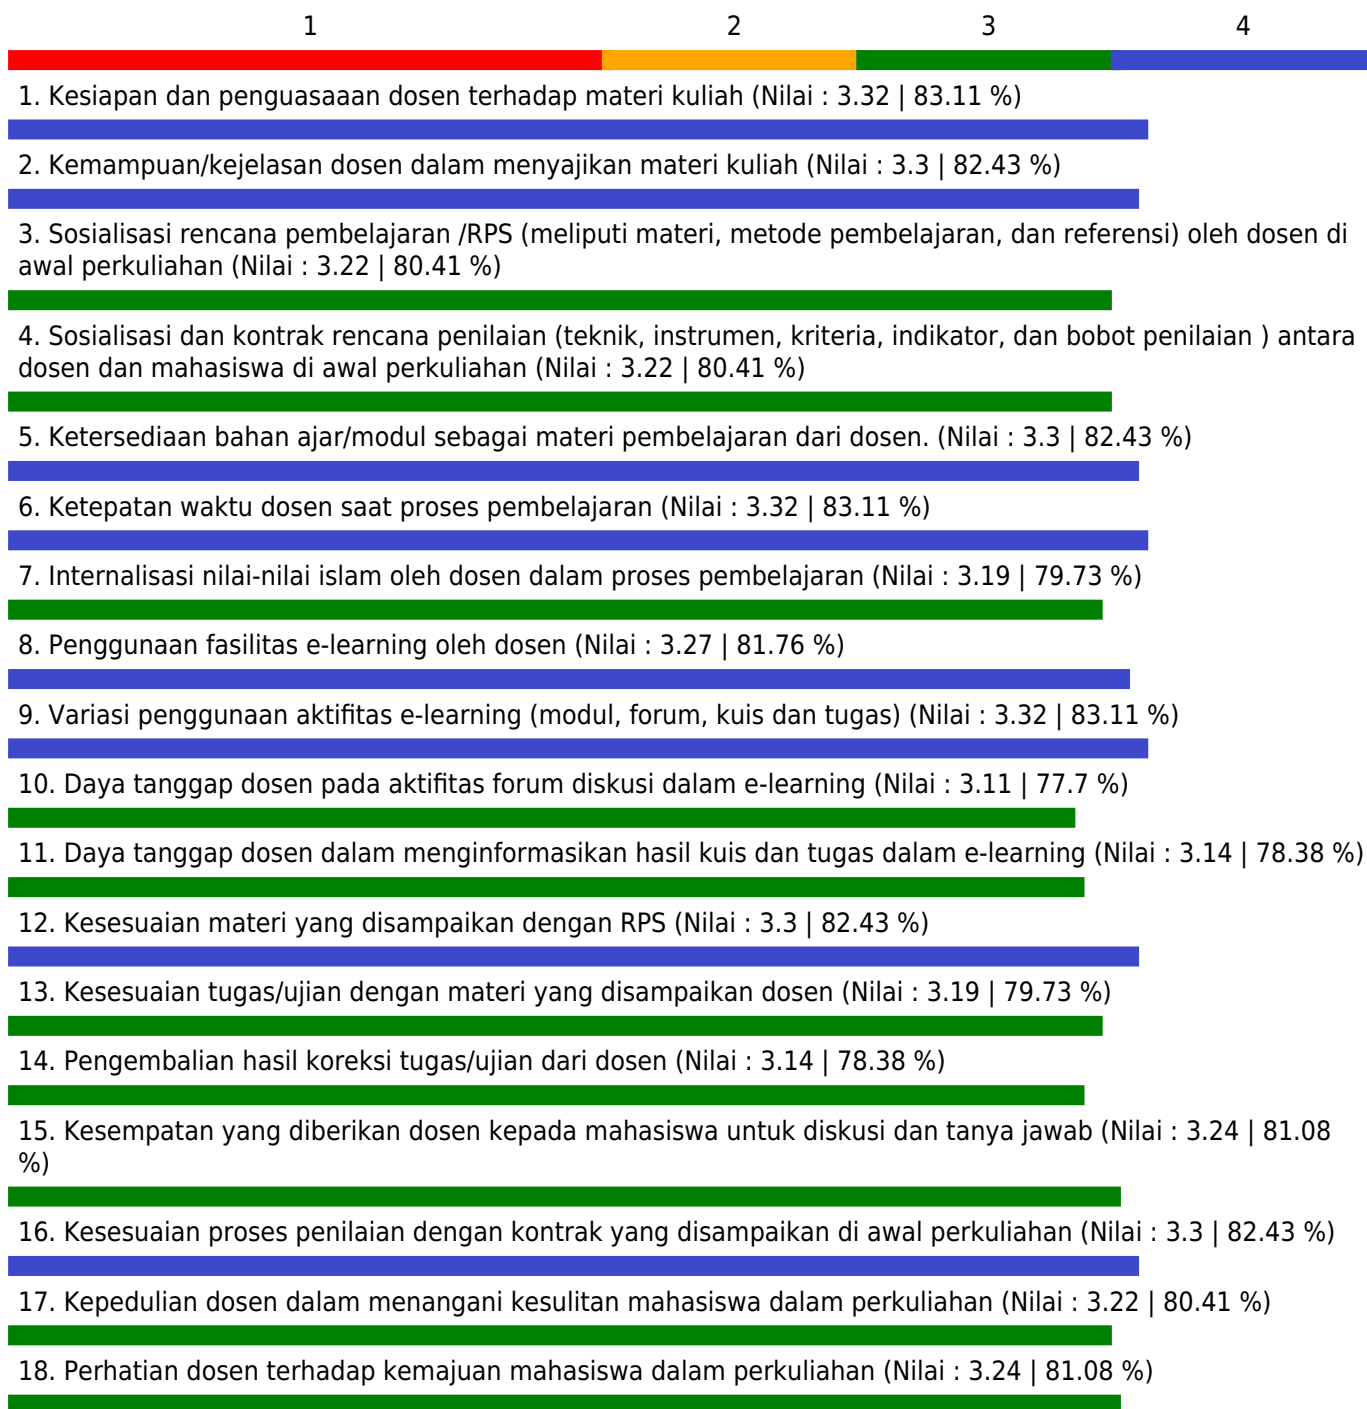 1 2 3 4
1. Kesiapan dan penguasaaan dosen terhadap materi kuliah (Nilai : 3.32 | 83.11 %)
2. Kemampuan/kejelasan dosen dalam menyajikan materi kuliah (Nilai : 3.3 | 82.43 %)
3. Sosialisasi rencana pembelajaran /RPS (meliputi materi, metode pembelajaran, dan referensi) oleh dosen di
awal perkuliahan (Nilai : 3.22 | 80.41 %)
4. Sosialisasi dan kontrak rencana penilaian (teknik, instrumen, kriteria, indikator, dan bobot penilaian ) antara
dosen dan mahasiswa di awal perkuliahan (Nilai : 3.22 | 80.41 %)
5. Ketersediaan bahan ajar/modul sebagai materi pembelajaran dari dosen. (Nilai : 3.3 | 82.43 %)
6. Ketepatan waktu dosen saat proses pembelajaran (Nilai : 3.32 | 83.11 %)
7. Internalisasi nilai-nilai islam oleh dosen dalam proses pembelajaran (Nilai : 3.19 | 79.73 %)
8. Penggunaan fasilitas e-learning oleh dosen (Nilai : 3.27 | 81.76 %)
9. Variasi penggunaan aktifitas e-learning (modul, forum, kuis dan tugas) (Nilai : 3.32 | 83.11 %)
10. Daya tanggap dosen pada aktifitas forum diskusi dalam e-learning (Nilai : 3.11 | 77.7 %)
11. Daya tanggap dosen dalam menginformasikan hasil kuis dan tugas dalam e-learning (Nilai : 3.14 | 78.38 %)
12. Kesesuaian materi yang disampaikan dengan RPS (Nilai : 3.3 | 82.43 %)
13. Kesesuaian tugas/ujian dengan materi yang disampaikan dosen (Nilai : 3.19 | 79.73 %)
14. Pengembalian hasil koreksi tugas/ujian dari dosen (Nilai : 3.14 | 78.38 %)
15. Kesempatan yang diberikan dosen kepada mahasiswa untuk diskusi dan tanya jawab (Nilai : 3.24 | 81.08
%)
16. Kesesuaian proses penilaian dengan kontrak yang disampaikan di awal perkuliahan (Nilai : 3.3 | 82.43 %)
17. Kepedulian dosen dalam menangani kesulitan mahasiswa dalam perkuliahan (Nilai : 3.22 | 80.41 %)
18. Perhatian dosen terhadap kemajuan mahasiswa dalam perkuliahan (Nilai : 3.24 | 81.08 %)